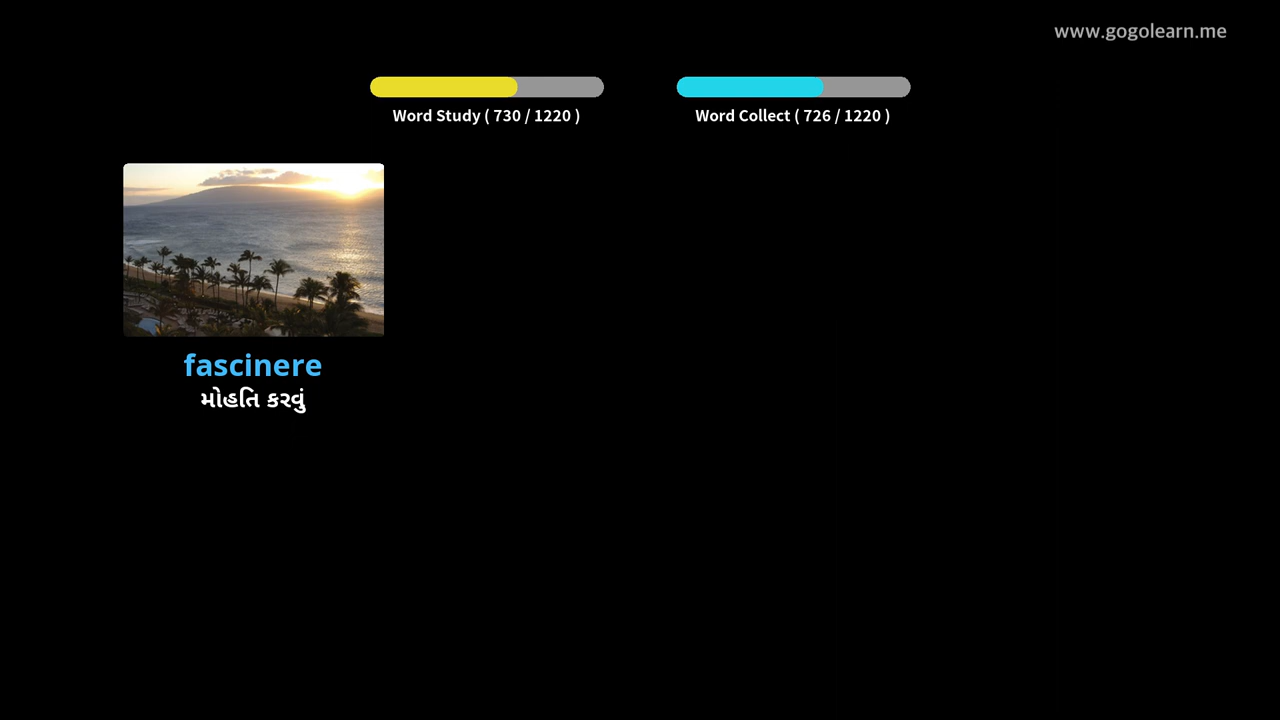 www.gogolearn.me
Word Study ( 730 / 1220 )
Word Collect ( 726 / 1220 )
fascinere
મોહતિ કરવું